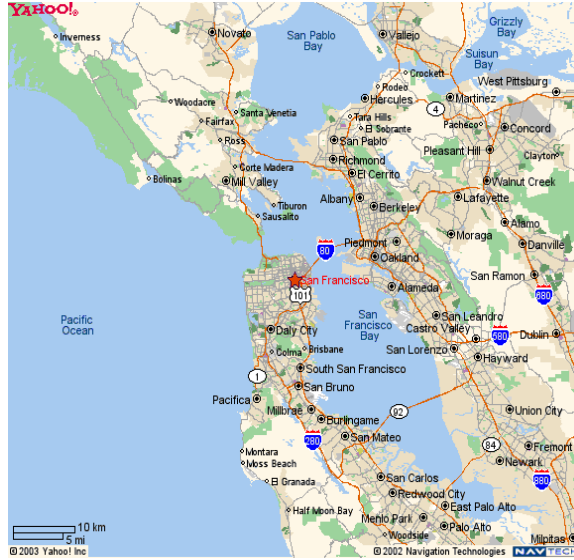 YAHOO!
Inverness
Novato
San Pablo
Bay
Vallejo
Grizzly
Bay
Suisun
Bay
Crockett
Rodeo
West Pittsburg
Woodacre
Hercules
Martinez
Santa Venetia
Fairfax
4
Tara Hills
El Sobrante
Pacheco
Concord
Ross
San Pablo
Pleasant Hill
Clayton
Richmond
Corte Madera
El Cerrito
Bolinas
Mill Valley
Walnut Creek
Albany
Lafayette
Tiburon
Berkeley
Sausalito
Alamo
Moraga
Piedmont
Danville
80
Oakland
San Ramon
San Francisco
Alameda
101
680
Pacific
Ocean
San
Francisco
Bay
San Leandro
Castro Valley
Daly City
580
Dublin
Colma
Brisbane
San Lorenzo
Hayward
South San Francisco
1
San Bruno
Pacifica
Millbrae
92
Union City
Burlingame
280
San Mateo
84
Fremont
Montara
Moss Beach
Newark
El Granada
San Carlos
880
Redwood City
Half Moon Bay
East Palo Alto
Menlo Park
10 km
Palo Alto
5 mi
Woodside
Milpitas
©2003 Yahoo! Inc
©2002 Navigation Technologies
NAVTECH